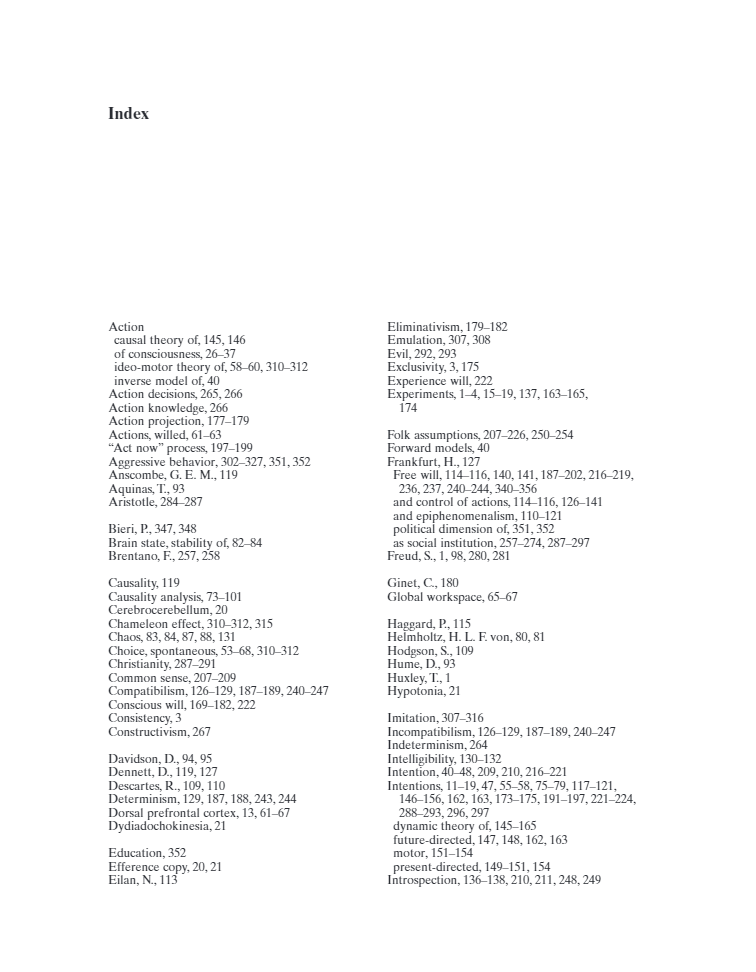 Index
Action
causal theory of, 145, 146
of consciousness, 26–37
ideo-motor theory of, 58–60, 310–312
inverse model of, 40
Action decisions, 265, 266
Action knowledge, 266
Action projection, 177–179
Actions, willed, 61–63
“Act now” process, 197–199
Aggressive behavior, 302–327, 351, 352
Anscombe, G. E. M., 119
Aquinas, T., 93
Aristotle, 284–287
Bieri, P., 347, 348
Brain state, stability of, 82–84
Brentano, F., 257, 258
Causality, 119
Causality analysis, 73–101
Cerebrocerebellum, 20
Chameleon effect, 310–312, 315
Chaos, 83, 84, 87, 88, 131
Choice, spontaneous, 53–68, 310–312
Christianity, 287–291
Common sense, 207–209
Compatibilism, 126–129, 187–189, 240–247
Conscious will, 169–182, 222
Consistency, 3
Constructivism, 267
Davidson, D., 94, 95
Dennett, D., 119, 127
Descartes, R., 109, 110
Determinism, 129, 187, 188, 243, 244
Dorsal prefrontal cortex, 13, 61–67
Dydiadochokinesia, 21
Education, 352
Efference copy, 20, 21
Eilan, N., 113
Eliminativism, 179–182
Emulation, 307, 308
Evil, 292, 293
Exclusivity, 3, 175
Experience will, 222
Experiments, 1–4, 15–19, 137, 163–165,
174
Folk assumptions, 207–226, 250–254
Forward models, 40
Frankfurt, H., 127
Free will, 114–116, 140, 141, 187–202, 216–219,
236, 237, 240–244, 340–356
and control of actions, 114–116, 126–141
and epiphenomenalism, 110–121
political dimension of, 351, 352
as social institution, 257–274, 287–297
Freud, S., 1, 98, 280, 281
Ginet, C., 180
Global workspace, 65–67
Haggard, P., 115
Helmholtz, H. L. F. von, 80, 81
Hodgson, S., 109
Hume, D., 93
Huxley, T., 1
Hypotonia, 21
Imitation, 307–316
Incompatibilism, 126–129, 187–189, 240–247
Indeterminism, 264
Intelligibility, 130–132
Intention, 40–48, 209, 210, 216–221
Intentions, 11–19, 47, 55–58, 75–79, 117–121,
146–156, 162, 163, 173–175, 191–197, 221–224,
288–293, 296, 297
dynamic theory of, 145–165
future-directed, 147, 148, 162, 163
motor, 151–154
present-directed, 149–151, 154
Introspection, 136–138, 210, 211, 248, 249